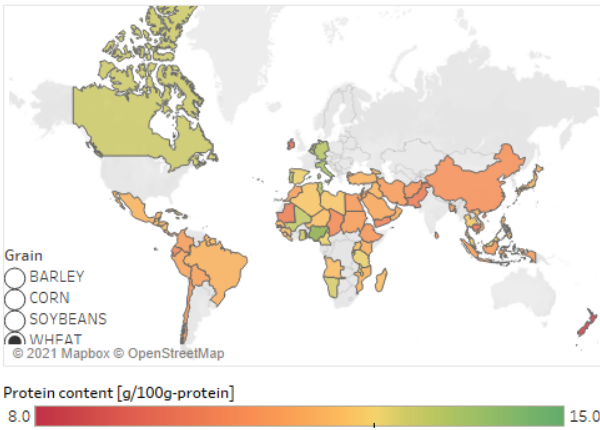 Grain
BARLEY
CORN
SOYBEANS
WHEAT
© 2021 Mapbox © OpenStreetMap
Protein content [g/100g-protein]
8.0 15.0